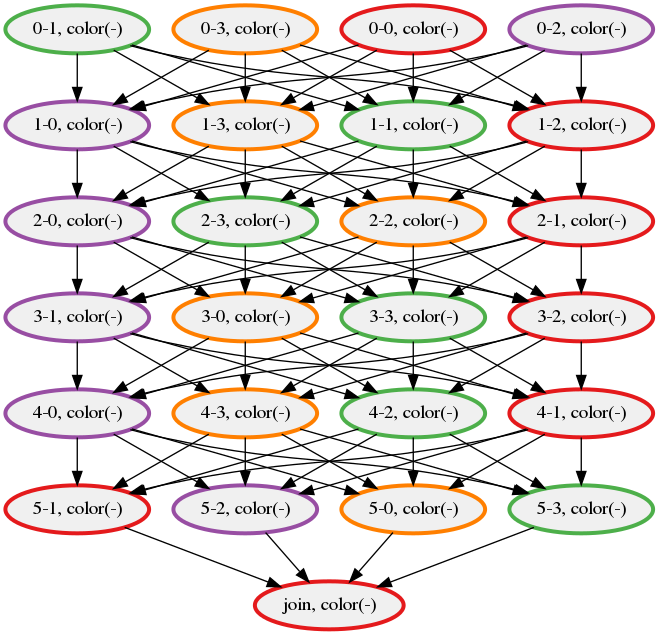 0-1, color(-)
0-3, color(-)
0-0, color(-)
0-2, color(-)
1-0, color(-)
1-3, color(-)
1-1, color(-)
1-2, color(-)
2-0, color(-)
2-3, color(-)
2-2, color(-)
2-1, color(-)
3-1, color(-)
3-0, color(-)
3-3, color(-)
3-2, color(-)
4-0, color(-)
4-3, color(-)
4-2, color(-)
4-1, color(-)
5-1, color(-)
5-2, color(-)
5-0, color(-)
5-3, color(-)
join, color(-)